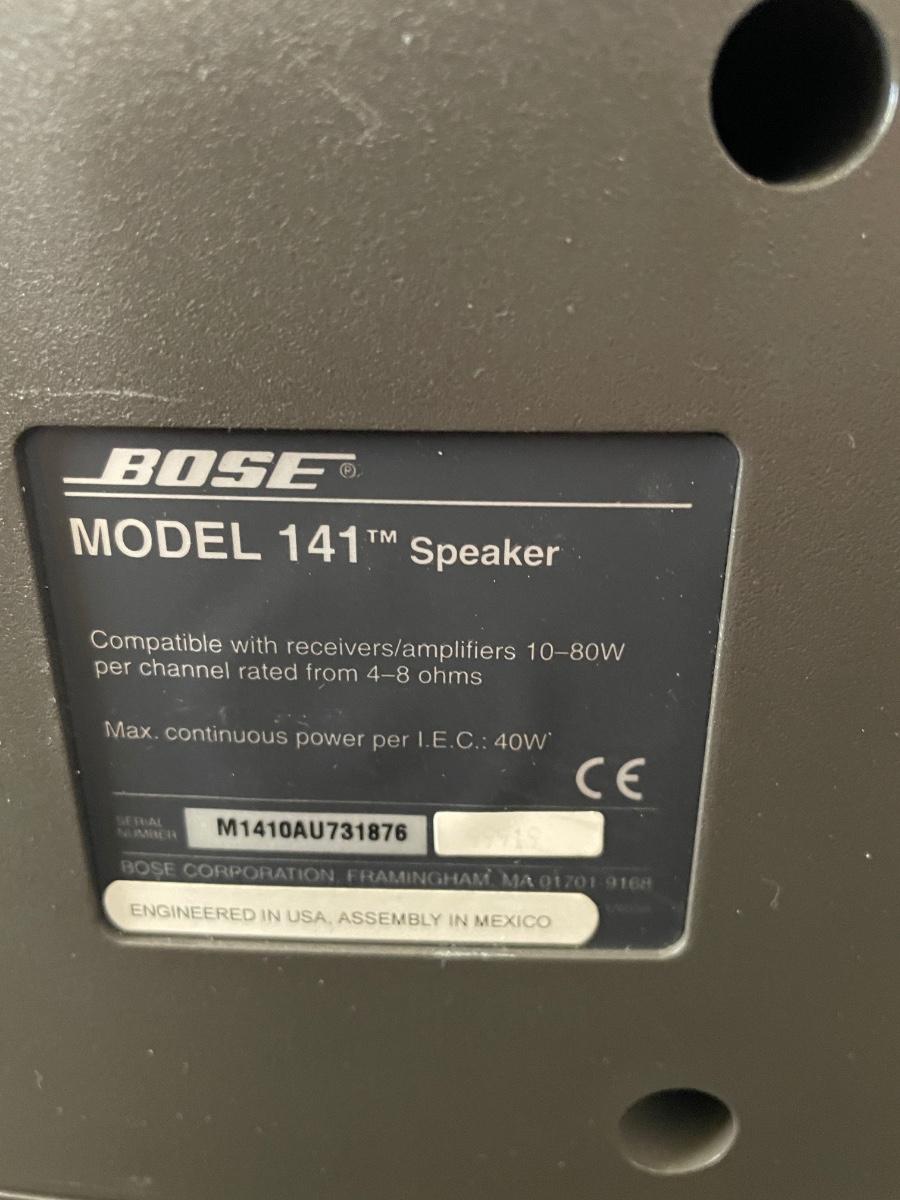 BOSE®
MODEL 141™ Speaker
Compatible with receivers/amplifiers 10–80W
per channel rated from 4–8 ohms
Max. continuous power per I.E.C.: 40W
CE
SERIAL
NUMBER
M1410AU731876
BOSE CORPORATION, FRAMINGHAM, MA 01701-9168
ENGINEERED IN USA, ASSEMBLY IN MEXICO